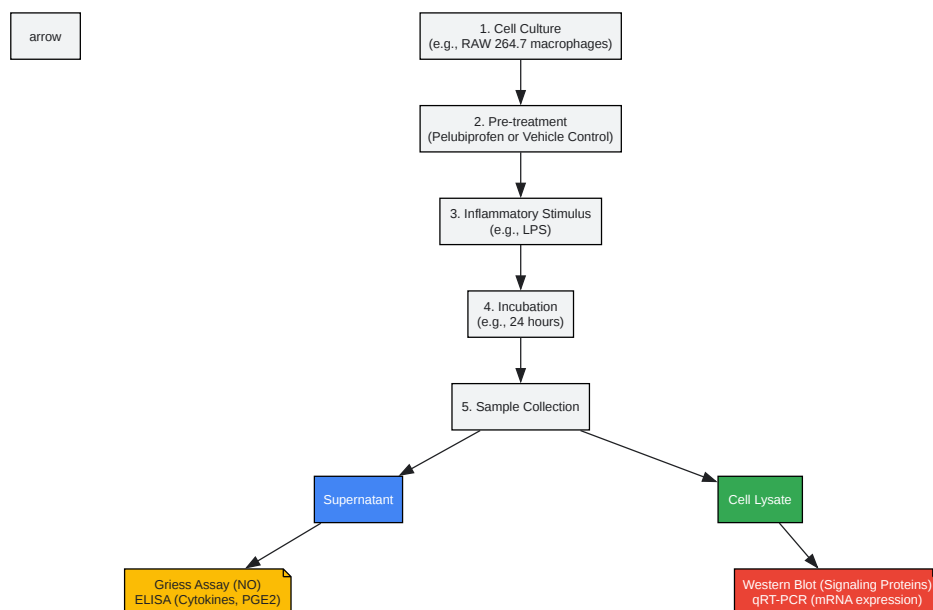 arrow
1. Cell Culture
(e.g., RAW 264.7 macrophages)
2. Pre-treatment
(Pelubiprofen or Vehicle Control)
3. Inflammatory Stimulus
(e.g., LPS)
4. Incubation
(e.g., 24 hours)
5. Sample Collection
Supernatant
Cell Lysate
Griess Assay (NO)
ELISA (Cytokines, PGE2)
Western Blot (Signaling Proteins)
qRT-PCR (mRNA expression)